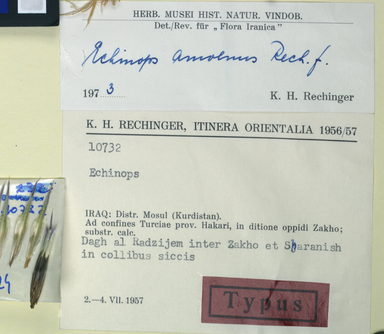 HERB. MUSEI HIST. NATUR. VINDOB.
Det./Rev. für „Flora Iranica"
Echinops amoenus Rech. f.
197 3
K. H. Rechinger
K. H. RECHINGER, ITINERA ORIENTALIA 1956/57
10732
Echinops
IRAQ: Distr. Mosul (Kurdistan).
Ad confines Turciae prov. Hakari, in ditione oppidi Zakho;
substr. calc.
Dagh al Radzijem inter Zakho et Sharanish
in collibus siccis
Typus
2.—4. VII. 1957